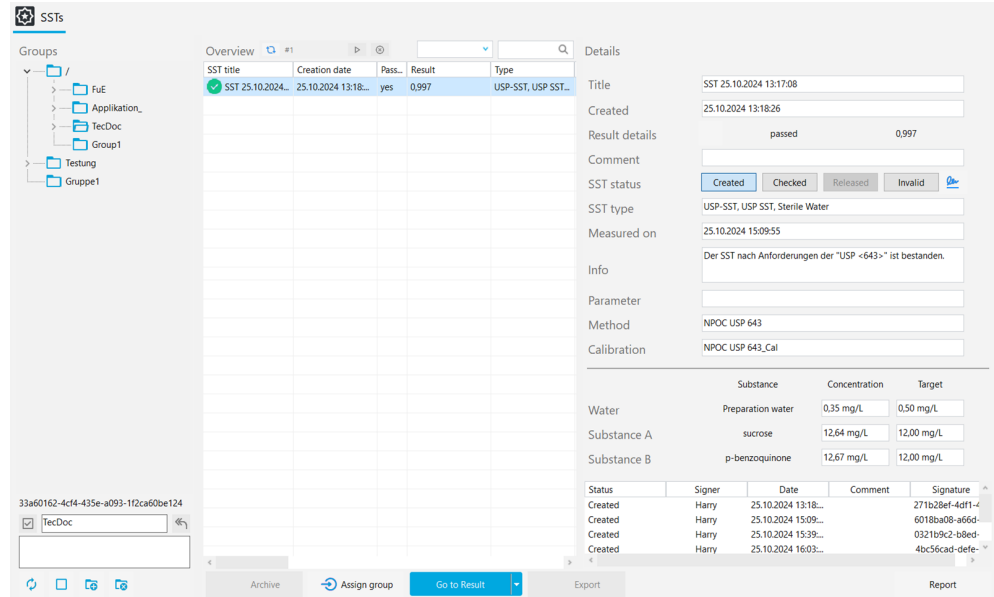 SSTs
Groups
/
FuE
Applikation_
TecDoc
Group1
Testung
Gruppe1
33a60162-4cf4-435e-a093-1f2ca60be124
TecDoc
Overview #1
SST title Creation date Pass... Result Type
SST 25.10.2024... 25.10.2024 13:18:... yes 0,997 USP-SST, USP SST...
Archive Assign group Go to Result Export Report
Details
Title SST 25.10.2024 13:17:08
Created 25.10.2024 13:18:26
Result details passed 0,997
Comment
SST status Created Checked Released Invalid
SST type USP-SST, USP SST, Sterile Water
Measured on 25.10.2024 15:09:55
Info Der SST nach Anforderungen der "USP <643>" ist bestanden.
Parameter
Method NPOC USP 643
Calibration NPOC USP 643_Cal
Substance Concentration Target
Water Preparation water 0,35 mg/L 0,50 mg/L
Substance A sucrose 12,64 mg/L 12,00 mg/L
Substance B p-benzoquinone 12,67 mg/L 12,00 mg/L
Status Signer Date Comment Signature
Created Harry 25.10.2024 13:18:... 271b28ef-4df1-4
Created Harry 25.10.2024 15:09:... 6018ba08-a66d-
Created Harry 25.10.2024 15:39:... 0321b9c2-b8ed-
Created Harry 25.10.2024 16:03:... 4bc56cad-defe-